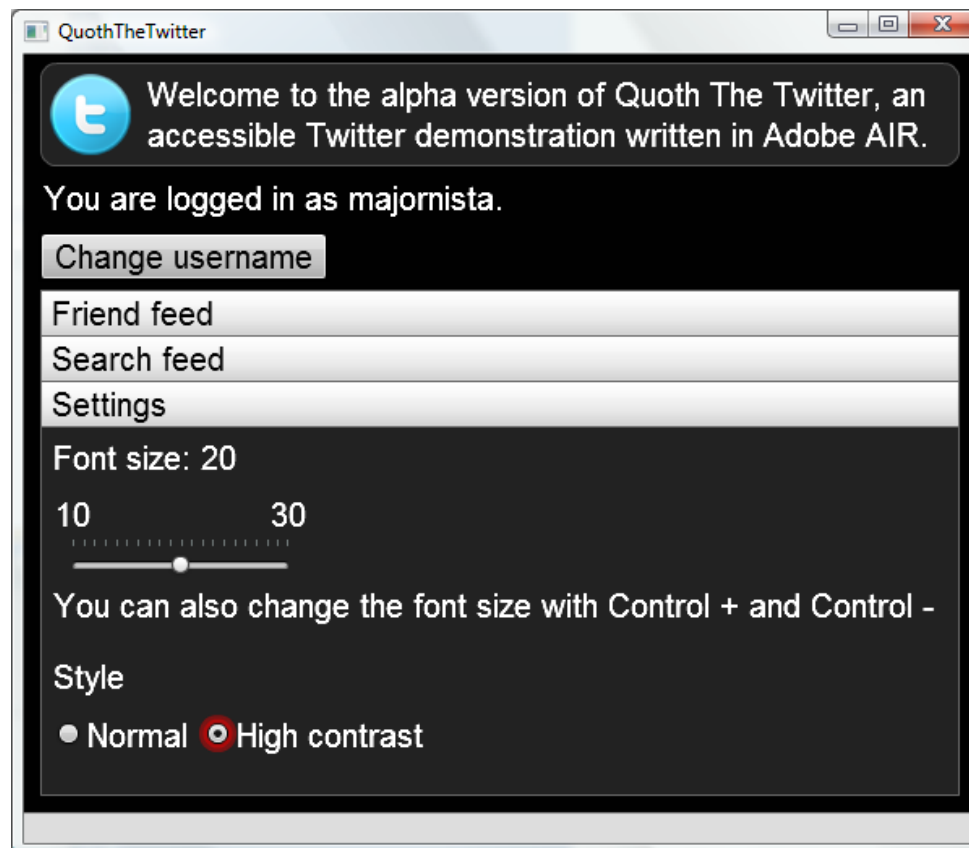 QuothTheTwitter
Welcome to the alpha version of Quoth The Twitter, an
accessible Twitter demonstration written in Adobe AIR.
You are logged in as majornista.
Change username
Friend feed
Search feed
Settings
Font size: 20
10 30
You can also change the font size with Control + and Control -
Style
Normal High contrast